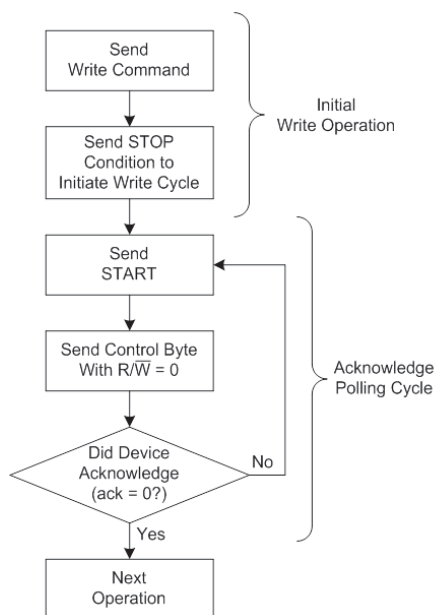 Send
Write Command
Initial
Write Operation
Send STOP
Condition to
Initiate Write Cycle
Send
START
Send Control Byte
With R/W̅ = 0
Acknowledge
Polling Cycle
Did Device
Acknowledge
(ack = 0?)
No
Yes
Next
Operation